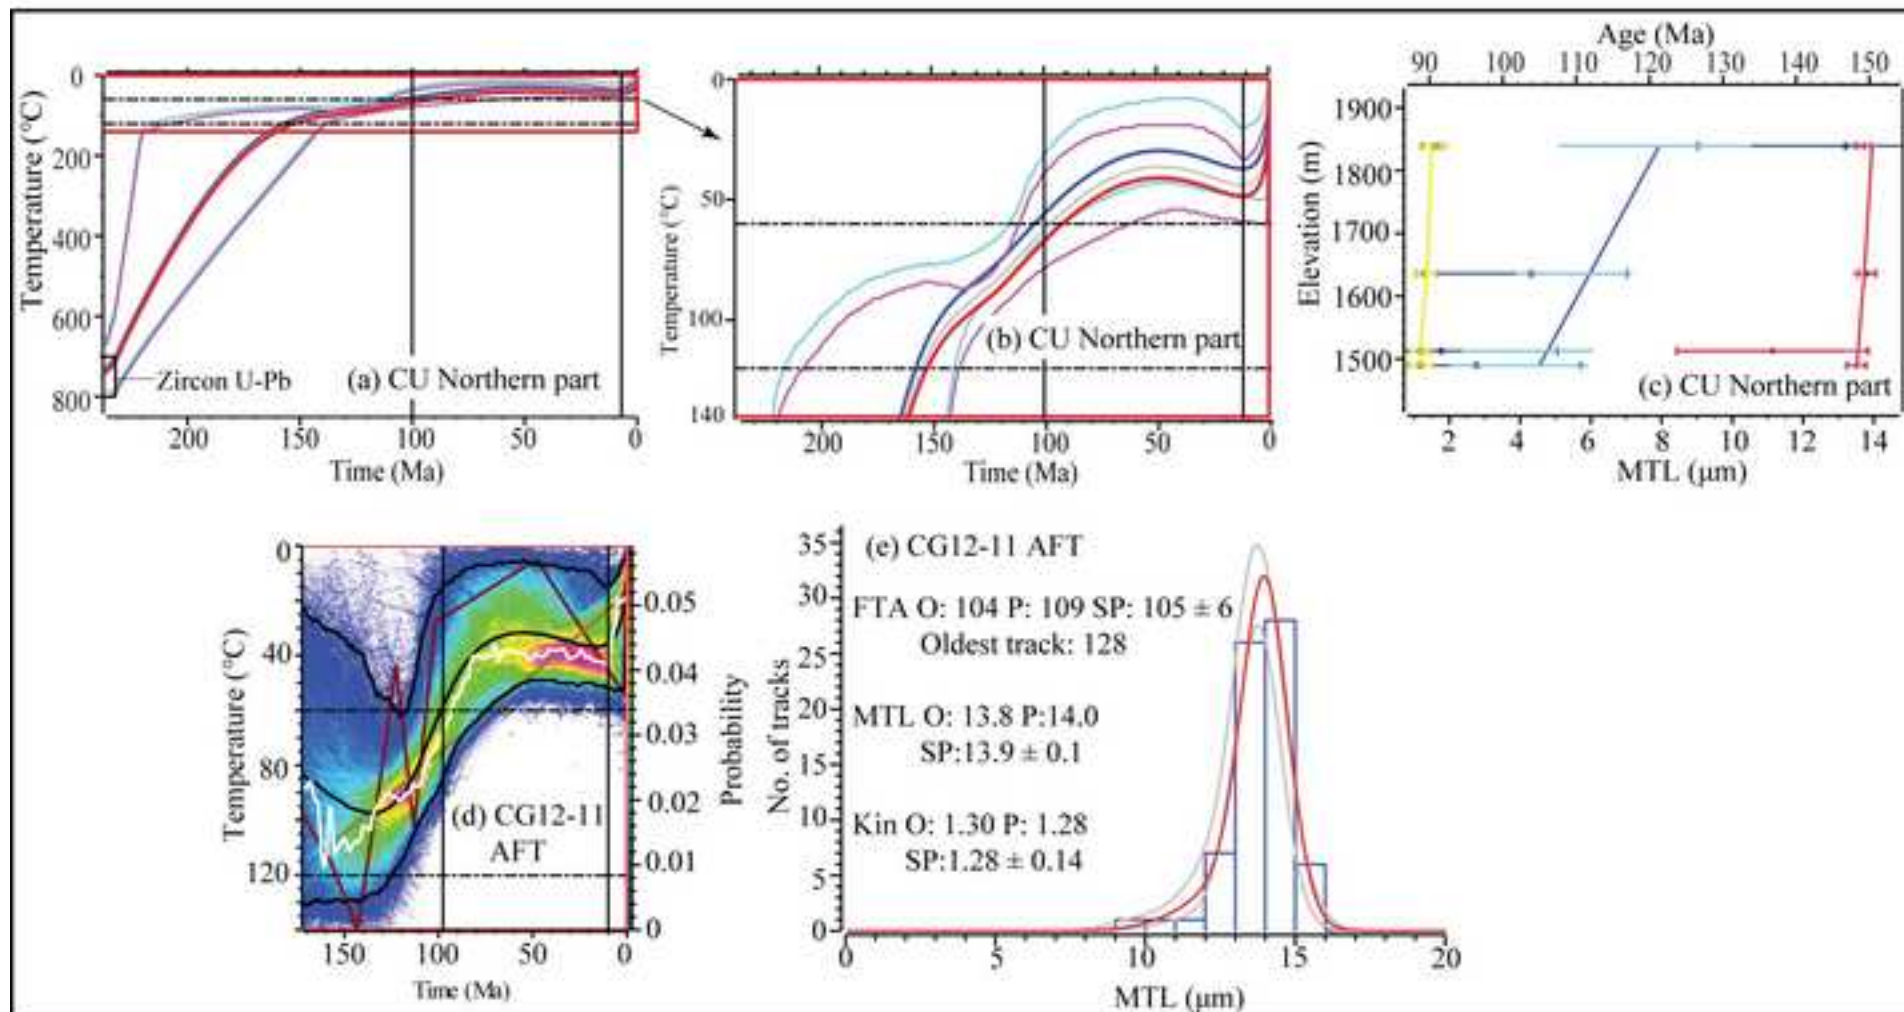 0
200
400
600
800
Temperature (°C)
Zircon U-Pb
(a) CU Northern part
200
150
100
50
0
Time (Ma)
0
50
100
140
Temperature (°C)
(b) CU Northern part
200
150
100
50
0
Time (Ma)
Age (Ma)
90
100
110
120
130
140
150
1900
1800
1700
1600
1500
Elevation (m)
(c) CU Northern part
2
4
6
8
10
12
14
MTL (μm)
0
40
80
120
Temperature (°C)
0.05
0.04
0.03
0.02
0.01
0
Probability
(d) CG12-11
AFT
150
100
50
0
Time (Ma)
35
30
25
20
15
10
5
0
No. of tracks
(e) CG12-11 AFT
FTA O: 104 P: 109 SP: 105 ± 6
Oldest track: 128
MTL O: 13.8 P:14.0
SP:13.9 ± 0.1
Kin O: 1.30 P: 1.28
SP:1.28 ± 0.14
0
5
10
15
20
MTL (μm)